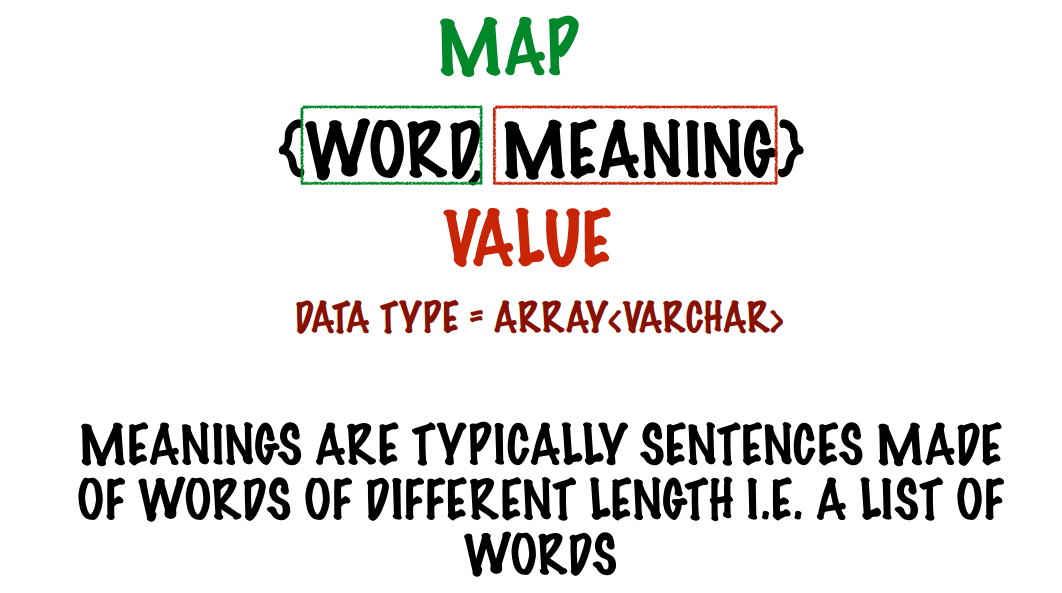 MAP
{WORD, MEANING}
VALUE
DATA TYPE = ARRAY<VARCHAR>
MEANINGS ARE TYPICALLY SENTENCES MADE
OF WORDS OF DIFFERENT LENGTH I.E. A LIST OF
WORDS